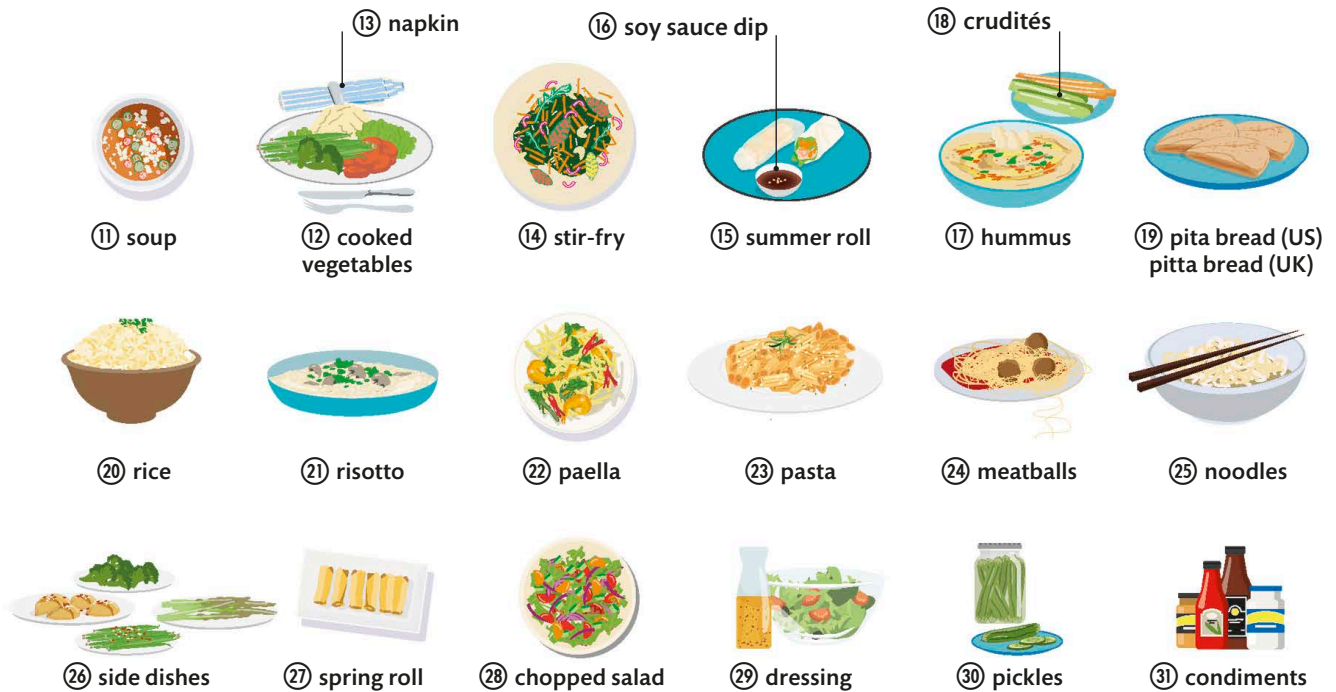 ⑬ napkin
⑯ soy sauce dip
⑱ crudités
⑪ soup
⑫ cooked
vegetables
⑭ stir-fry
⑮ summer roll
⑰ hummus
⑲ pita bread (US)
pitta bread (UK)
⑳ rice
㉑ risotto
㉒ paella
㉓ pasta
㉔ meatballs
㉕ noodles
㉖ side dishes
㉗ spring roll
㉘ chopped salad
㉙ dressing
㉚ pickles
㉛ condiments